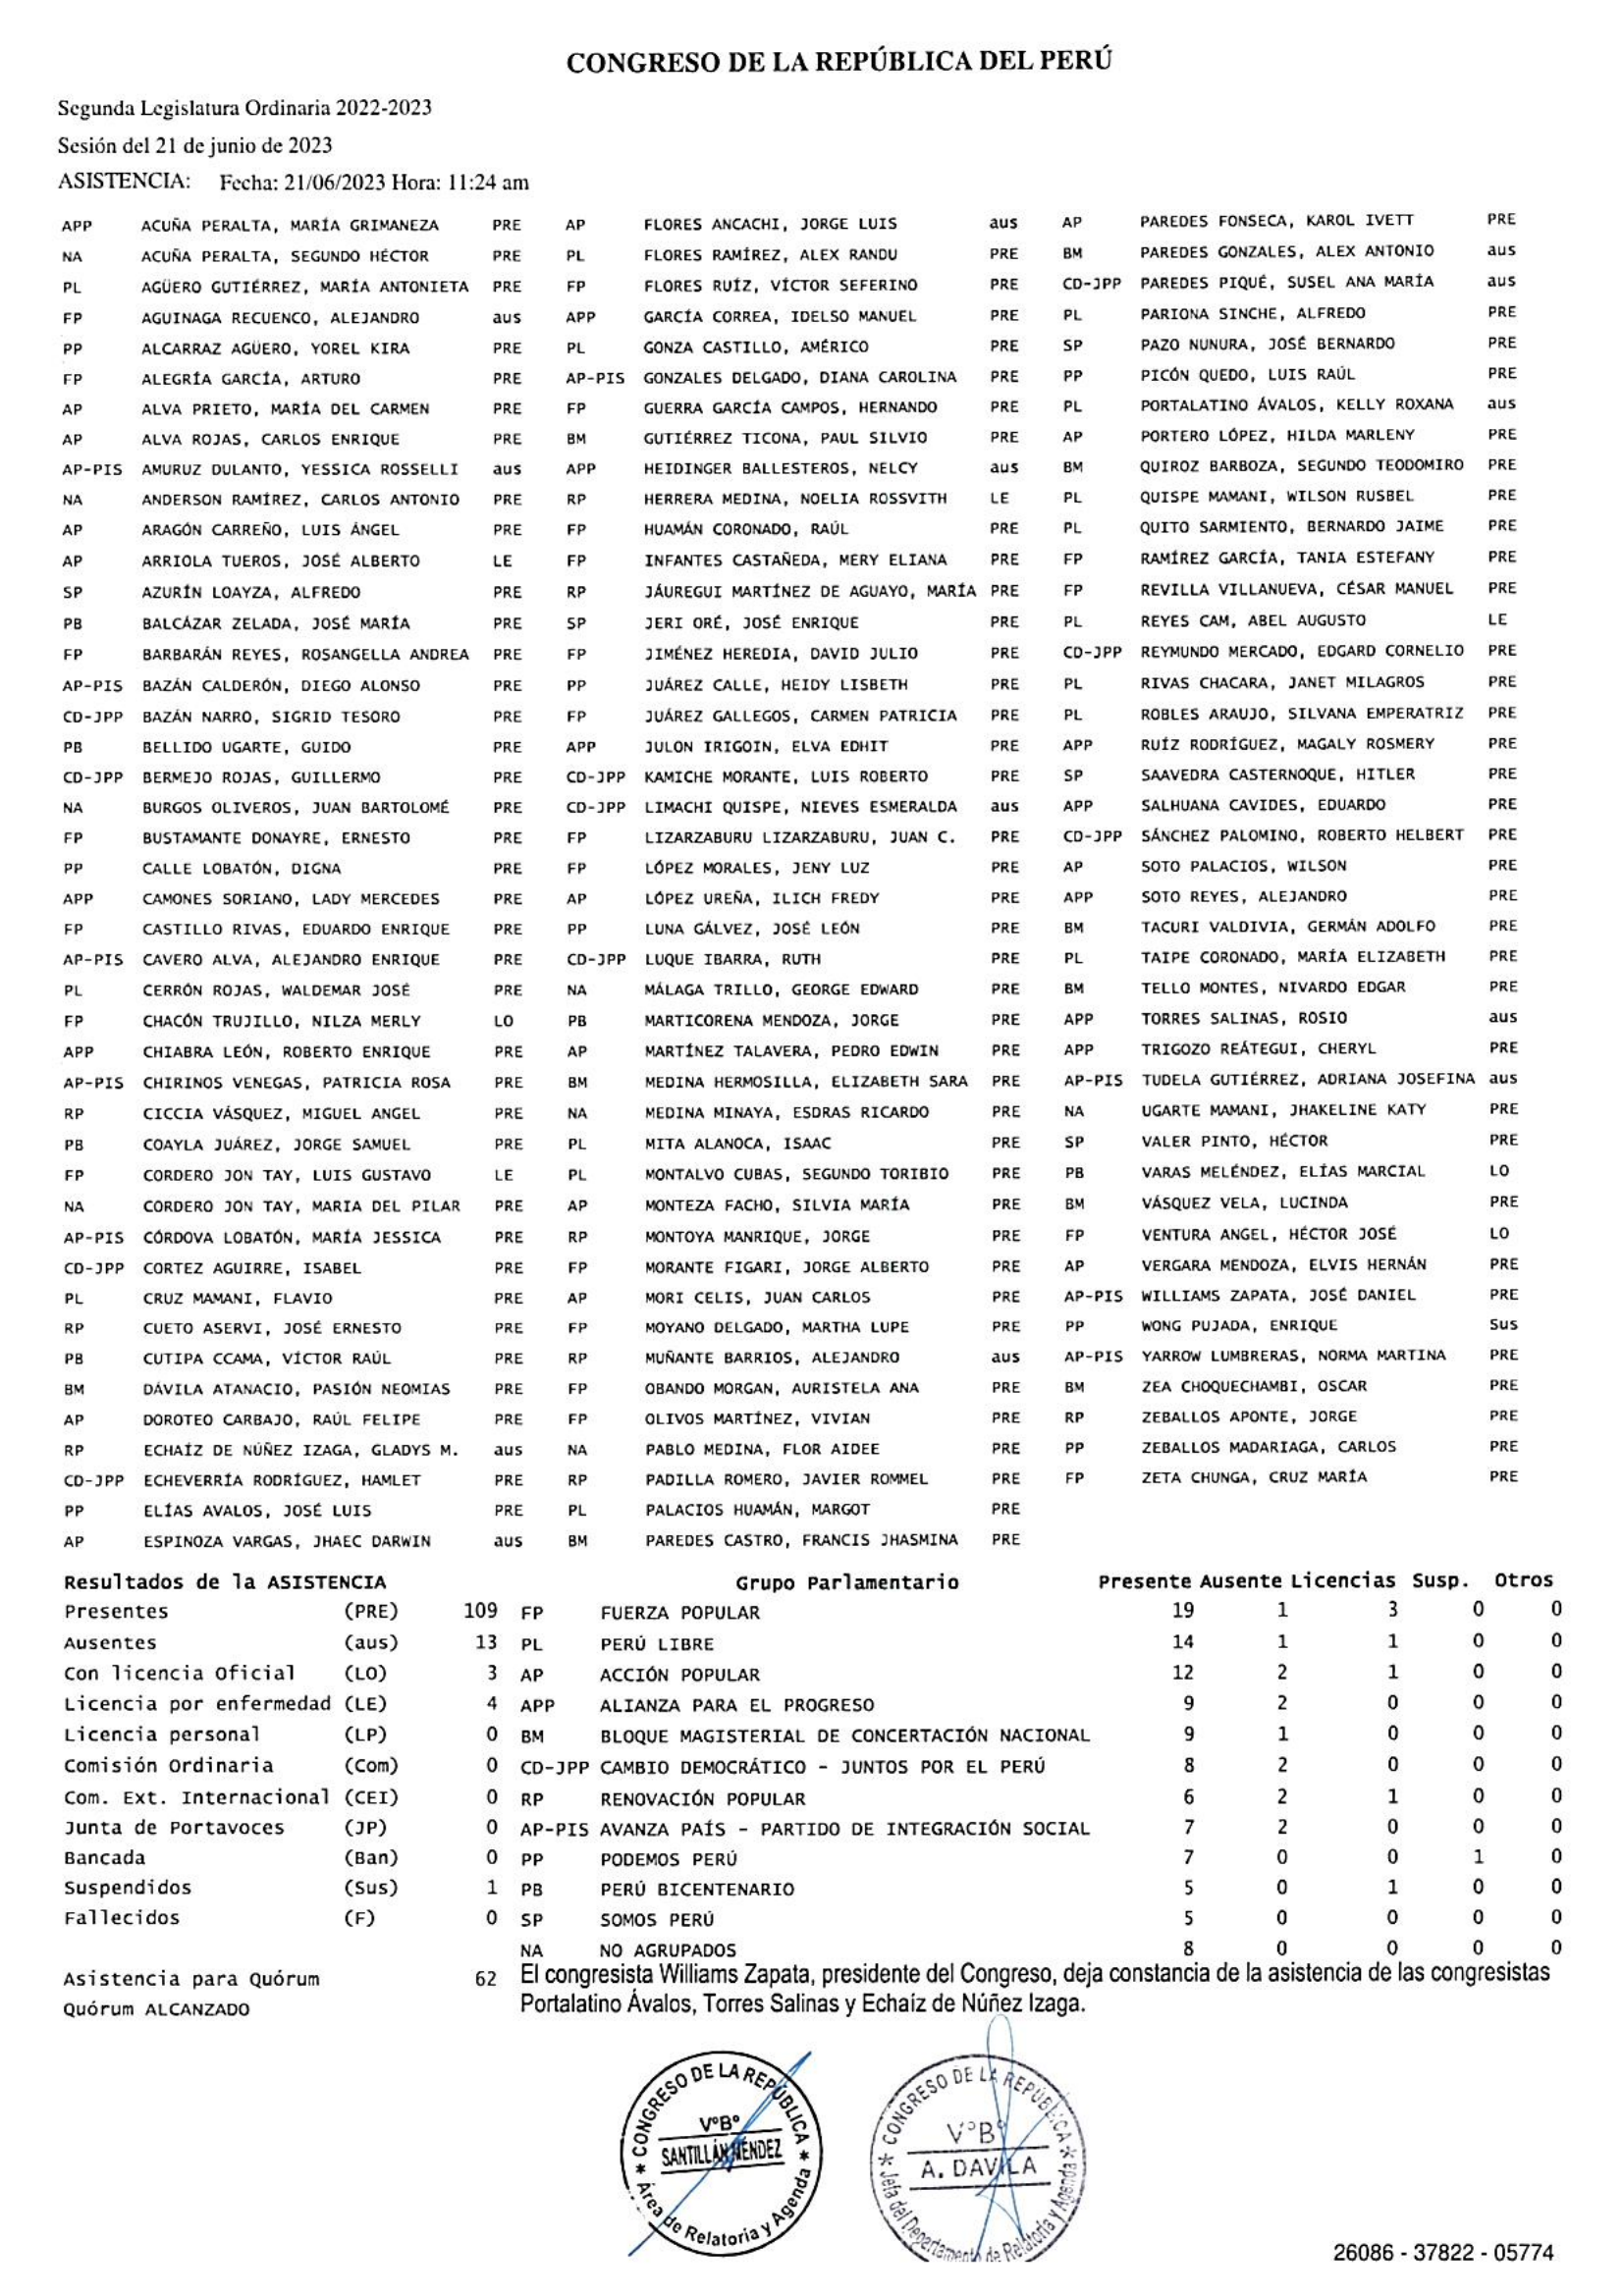 CONGRESO DE LA REPÚBLICA DEL PERÚ
Segunda Legislatura Ordinaria 2022-2023
Sesión del 21 de junio de 2023
ASISTENCIA: Fecha: 21/06/2023 Hora: 11:24 am
APP ACUÑA PERALTA, MARÍA GRIMANEZA PRE AP FLORES ANCACHI, JORGE LUIS aus AP PAREDES FONSECA, KAROL IVETT PRE
NA ACUÑA PERALTA, SEGUNDO HÉCTOR PRE PL FLORES RAMÍREZ, ALEX RANDU PRE BM PAREDES GONZALES, ALEX ANTONIO aus
PL AGÜERO GUTIÉRREZ, MARÍA ANTONIETA PRE FP FLORES RUÍZ, VÍCTOR SEFERINO PRE CD-JPP PAREDES PIQUÉ, SUSEL ANA MARÍA aus
FP AGUINAGA RECUENCO, ALEJANDRO aus APP GARCÍA CORREA, IDELSO MANUEL PRE PL PARIONA SINCHE, ALFREDO PRE
PP ALCARRAZ AGÜERO, YOREL KIRA PRE PL GONZA CASTILLO, AMÉRICO PRE SP PAZO NUNURA, JOSÉ BERNARDO PRE
FP ALEGRÍA GARCÍA, ARTURO PRE AP-PIS GONZALES DELGADO, DIANA CAROLINA PRE PP PICÓN QUEDO, LUIS RAÚL PRE
AP ALVA PRIETO, MARÍA DEL CARMEN PRE FP GUERRA GARCÍA CAMPOS, HERNANDO PRE PL PORTALATINO ÁVALOS, KELLY ROXANA aus
AP ALVA ROJAS, CARLOS ENRIQUE PRE BM GUTIÉRREZ TICONA, PAUL SILVIO PRE AP PORTERO LÓPEZ, HILDA MARLENY PRE
AP-PIS AMURUZ DULANTO, YESSICA ROSSELLI aus APP HEIDINGER BALLESTEROS, NELCY aus BM QUIROZ BARBOZA, SEGUNDO TEODOMIRO PRE
NA ANDERSON RAMÍREZ, CARLOS ANTONIO PRE RP HERRERA MEDINA, NOELIA ROSSVITH LE PL QUISPE MAMANI, WILSON RUSBEL PRE
AP ARAGÓN CARREÑO, LUIS ÁNGEL PRE FP HUAMÁN CORONADO, RAÚL PRE PL QUITO SARMIENTO, BERNARDO JAIME PRE
AP ARRIOLA TUEROS, JOSÉ ALBERTO LE FP INFANTES CASTAÑEDA, MERY ELIANA PRE FP RAMÍREZ GARCÍA, TANIA ESTEFANY PRE
SP AZURÍN LOAYZA, ALFREDO PRE RP JÁUREGUI MARTÍNEZ DE AGUAYO, MARÍA PRE FP REVILLA VILLANUEVA, CÉSAR MANUEL PRE
PB BALCÁZAR ZELADA, JOSÉ MARÍA PRE SP JERI ORÉ, JOSÉ ENRIQUE PRE PL REYES CAM, ABEL AUGUSTO LE
FP BARBARÁN REYES, ROSANGELLA ANDREA PRE FP JIMÉNEZ HEREDIA, DAVID JULIO PRE CD-JPP REYMUNDO MERCADO, EDGARD CORNELIO PRE
AP-PIS BAZÁN CALDERÓN, DIEGO ALONSO PRE PP JUÁREZ CALLE, HEIDY LISBETH PRE PL RIVAS CHACARA, JANET MILAGROS PRE
CD-JPP BAZÁN NARRO, SIGRID TESORO PRE FP JUÁREZ GALLEGOS, CARMEN PATRICIA PRE PL ROBLES ARAUJO, SILVANA EMPERATRIZ PRE
PB BELLIDO UGARTE, GUIDO PRE APP JULON IRIGOIN, ELVA EDHIT PRE APP RUÍZ RODRÍGUEZ, MAGALY ROSMERY PRE
CD-JPP BERMEJO ROJAS, GUILLERMO PRE CD-JPP KAMICHE MORANTE, LUIS ROBERTO PRE SP SAAVEDRA CASTERNOQUE, HITLER PRE
NA BURGOS OLIVEROS, JUAN BARTOLOMÉ PRE CD-JPP LIMACHI QUISPE, NIEVES ESMERALDA aus APP SALHUANA CAVIDES, EDUARDO PRE
FP BUSTAMANTE DONAYRE, ERNESTO PRE FP LIZARZABURU LIZARZABURU, JUAN C. PRE CD-JPP SÁNCHEZ PALOMINO, ROBERTO HELBERT PRE
PP CALLE LOBATÓN, DIGNA PRE FP LÓPEZ MORALES, JENY LUZ PRE AP SOTO PALACIOS, WILSON PRE
APP CAMONES SORIANO, LADY MERCEDES PRE AP LÓPEZ UREÑA, ILICH FREDY PRE APP SOTO REYES, ALEJANDRO PRE
FP CASTILLO RIVAS, EDUARDO ENRIQUE PRE PP LUNA GÁLVEZ, JOSÉ LEÓN PRE BM TACURI VALDIVIA, GERMÁN ADOLFO PRE
AP-PIS CAVERO ALVA, ALEJANDRO ENRIQUE PRE CD-JPP LUQUE IBARRA, RUTH PRE PL TAIPE CORONADO, MARÍA ELIZABETH PRE
PL CERRÓN ROJAS, WALDEMAR JOSÉ PRE NA MÁLAGA TRILLO, GEORGE EDWARD PRE BM TELLO MONTES, NIVARDO EDGAR PRE
FP CHACÓN TRUJILLO, NILZA MERLY LO PB MARTICORENA MENDOZA, JORGE PRE APP TORRES SALINAS, ROSIO aus
APP CHIABRA LEÓN, ROBERTO ENRIQUE PRE AP MARTÍNEZ TALAVERA, PEDRO EDWIN PRE APP TRIGOZO REÁTEGUI, CHERYL PRE
AP-PIS CHIRINOS VENEGAS, PATRICIA ROSA PRE BM MEDINA HERMOSILLA, ELIZABETH SARA PRE AP-PIS TUDELA GUTIÉRREZ, ADRIANA JOSEFINA aus
RP CICCIA VÁSQUEZ, MIGUEL ANGEL PRE NA MEDINA MINAYA, ESDRAS RICARDO PRE NA UGARTE MAMANI, JHAKELINE KATY PRE
PB COAYLA JUÁREZ, JORGE SAMUEL PRE PL MITA ALANOCA, ISAAC PRE SP VALER PINTO, HÉCTOR PRE
FP CORDERO JON TAY, LUIS GUSTAVO LE PL MONTALVO CUBAS, SEGUNDO TORIBIO PRE PB VARAS MELÉNDEZ, ELÍAS MARCIAL LO
NA CORDERO JON TAY, MARIA DEL PILAR PRE AP MONTEZA FACHO, SILVIA MARÍA PRE BM VÁSQUEZ VELA, LUCINDA PRE
AP-PIS CÓRDOVA LOBATÓN, MARÍA JESSICA PRE RP MONTOYA MANRIQUE, JORGE PRE FP VENTURA ANGEL, HÉCTOR JOSÉ LO
CD-JPP CORTEZ AGUIRRE, ISABEL PRE FP MORANTE FIGARI, JORGE ALBERTO PRE AP VERGARA MENDOZA, ELVIS HERNÁN PRE
PL CRUZ MAMANI, FLAVIO PRE AP MORI CELIS, JUAN CARLOS PRE AP-PIS WILLIAMS ZAPATA, JOSÉ DANIEL PRE
RP CUETO ASERVI, JOSÉ ERNESTO PRE FP MOYANO DELGADO, MARTHA LUPE PRE PP WONG PUJADA, ENRIQUE Sus
PB CUTIPA CCAMA, VÍCTOR RAÚL PRE RP MUÑANTE BARRIOS, ALEJANDRO aus AP-PIS YARROW LUMBRERAS, NORMA MARTINA PRE
BM DÁVILA ATANACIO, PASIÓN NEOMIAS PRE FP OBANDO MORGAN, AURISTELA ANA PRE BM ZEA CHOQUECHAMBI, OSCAR PRE
AP DOROTEO CARBAJO, RAÚL FELIPE PRE FP OLIVOS MARTÍNEZ, VIVIAN PRE RP ZEBALLOS APONTE, JORGE PRE
RP ECHAÍZ DE NÚÑEZ IZAGA, GLADYS M. aus NA PABLO MEDINA, FLOR AIDEE PRE PP ZEBALLOS MADARIAGA, CARLOS PRE
CD-JPP ECHEVERRÍA RODRÍGUEZ, HAMLET PRE RP PADILLA ROMERO, JAVIER ROMMEL PRE FP ZETA CHUNGA, CRUZ MARÍA PRE
PP ELÍAS AVALOS, JOSÉ LUIS PRE PL PALACIOS HUAMÁN, MARGOT PRE
AP ESPINOZA VARGAS, JHAEC DARWIN aus BM PAREDES CASTRO, FRANCIS JHASMINA PRE
Resultados de la ASISTENCIA Grupo Parlamentario Presente Ausente Licencias Susp. Otros
Presentes (PRE) 109 FP FUERZA POPULAR 19 1 3 0 0
Ausentes (aus) 13 PL PERÚ LIBRE 14 1 1 0 0
Con licencia Oficial (LO) 3 AP ACCIÓN POPULAR 12 2 1 0 0
Licencia por enfermedad (LE) 4 APP ALIANZA PARA EL PROGRESO 9 2 0 0 0
Licencia personal (LP) 0 BM BLOQUE MAGISTERIAL DE CONCERTACIÓN NACIONAL 9 1 0 0 0
Comisión Ordinaria (Com) 0 CD-JPP CAMBIO DEMOCRÁTICO - JUNTOS POR EL PERÚ 8 2 0 0 0
Com. Ext. Internacional (CEI) 0 RP RENOVACIÓN POPULAR 6 2 1 0 0
Junta de Portavoces (JP) 0 AP-PIS AVANZA PAÍS - PARTIDO DE INTEGRACIÓN SOCIAL 7 2 0 0 0
Bancada (Ban) 0 PP PODEMOS PERÚ 7 0 0 1 0
Suspendidos (Sus) 1 PB PERÚ BICENTENARIO 5 0 1 0 0
Fallecidos (F) 0 SP SOMOS PERÚ 5 0 0 0 0
NA NO AGRUPADOS 8 0 0 0 0
Asistencia para Quórum 62 El congresista Williams Zapata, presidente del Congreso, deja constancia de la asistencia de las congresistas
Quórum ALCANZADO Portalatino Ávalos, Torres Salinas y Echaíz de Núñez Izaga.
CONGRESO DE LA REPÚBLICA
V°B°
SANTILLÁN MÉNDEZ
Área de Relatoria y Agenda
CONGRESO DE LA REPÚBLICA
V°B°
A. DAVILA
Jefa del Departamento de Relatoría y Agenda
26086 - 37822 - 05774